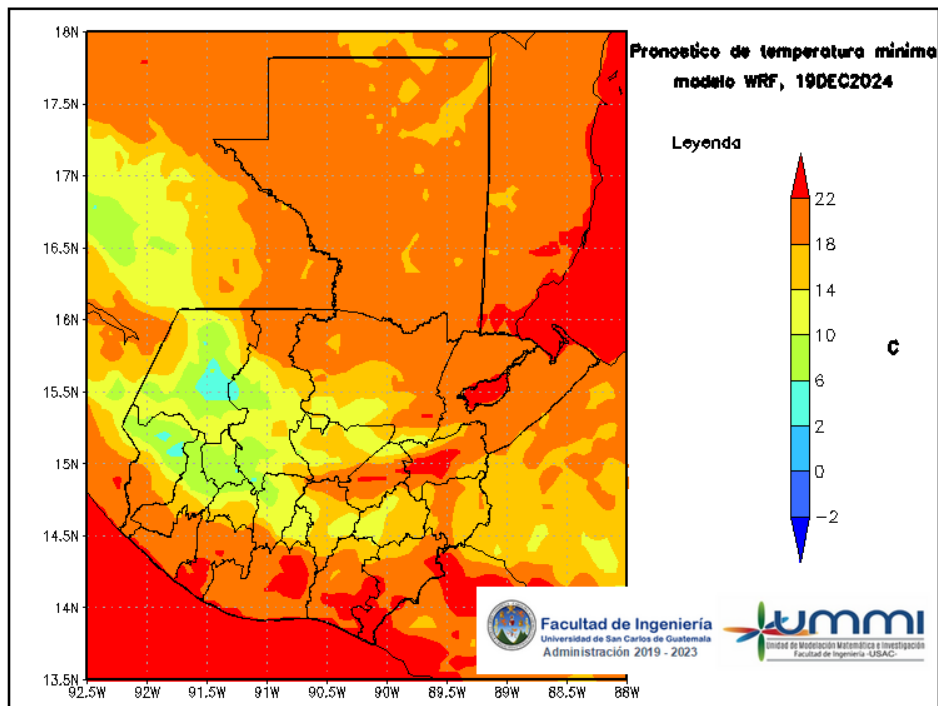 Pronostico de temperatura minima
modelo WRF, 19DEC2024
Leyenda
22
18
14
10
6
2
0
−2
C
18N
17.5N
17N
16.5N
16N
15.5N
15N
14.5N
14N
13.5N
92.5W 92W 91.5W 91W 90.5W 90W 89.5W 89W 88.5W 88W
Facultad de Ingeniería
Universidad de San Carlos de Guatemala
Administración 2019 - 2023
UMMI
Unidad de Modelación Matemática e Investigación
Facultad de Ingeniería -USAC-